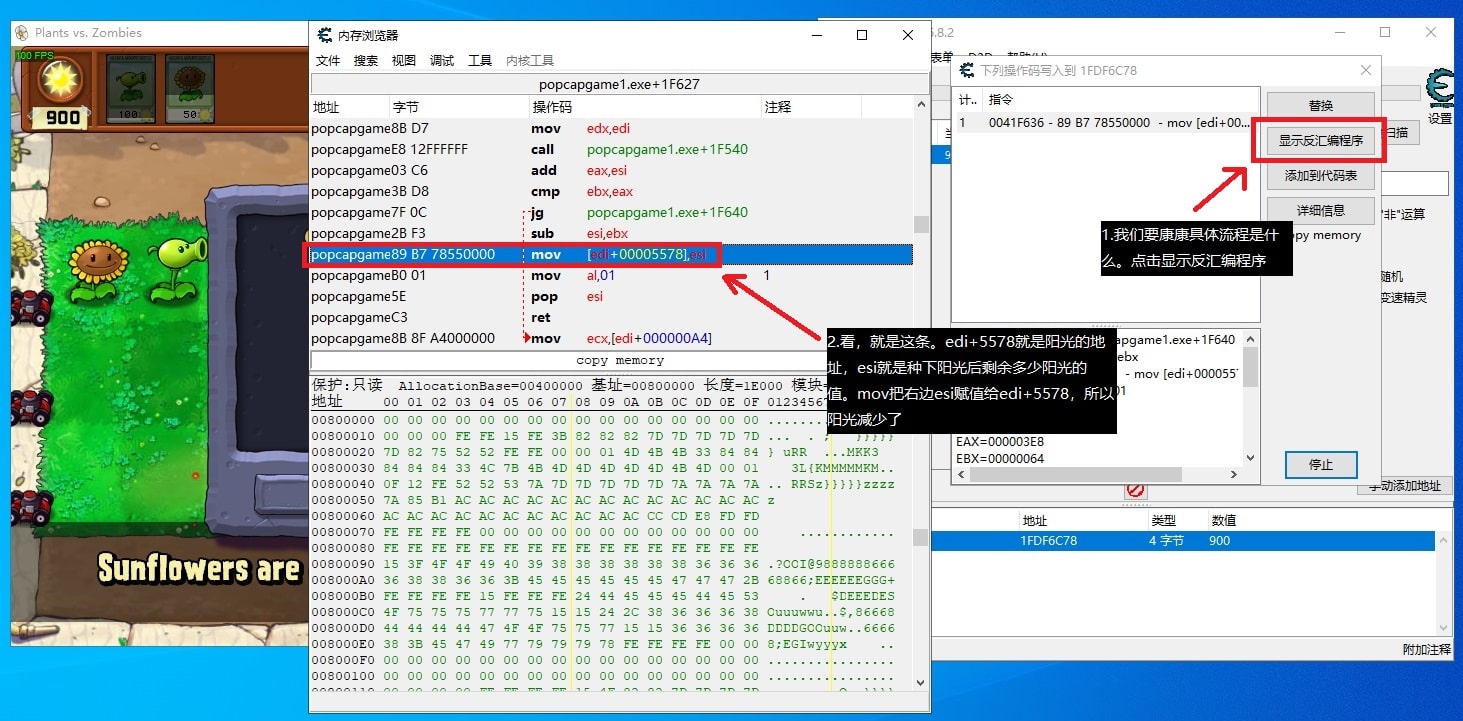 Plants vs. Zombies
100 FPS
900
100
50
Sunflowers are
内存浏览器
文件 搜索 视图 调试 工具 内核工具
popcapgame1.exe+1F627
地址 字节 操作码 注释
popcapgame8B D7 mov edx,edi
popcapgameE8 12FFFFFF call popcapgame1.exe+1F540
popcapgame03 C6 add eax,esi
popcapgame3B D8 cmp ebx,eax
popcapgame7F 0C jg popcapgame1.exe+1F640
popcapgame2B F3 sub esi,ebx
popcapgame89 B7 78550000 mov [edi+00005578],esi
popcapgameB0 01 mov al,01 1
popcapgame5E pop esi
popcapgameC3 ret
popcapgame8B 8F A4000000 mov ecx,[edi+000000A4]
copy memory
保护:只读 AllocationBase=00400000 基址=00800000 长度=1E000 模块=
地址 00 01 02 03 04 05 06 07 08 09 0A 0B 0C 0D 0E 0F 01234567
00800000 00 00 00 00 00 00 00 00 00 00 00 00 00 00 00 00 ................
00800010 00 00 00 FE FE 15 FE 3B 82 82 82 7D 7D 7D 7D 7D
00800020 7D 82 75 52 52 FE FE 00 00 01 4D 4B 4B 33 84 84 } uRR ...MKK3
00800030 84 84 84 33 4C 7B 4B 4D 4D 4D 4D 4D 4B 4D 00 01 3L{KMMMMMKM..
00800040 0F 12 FE 52 52 53 7A 7D 7D 7D 7D 7D 7A 7A 7A 7A .. RRSz}}}}}zzzz
00800050 7A 85 B1 AC AC AC AC AC AC AC AC AC AC AC AC AC z
00800060 AC AC AC AC AC AC AC AC AC AC AC CC CD E8 FD FD
00800070 FE FE FE FE 00 00 00 00 00 00 00 00 00 00 00 00 ............
00800080 FE FE FE FE FE FE FE FE FE FE FE FE FE FE FE FE
00800090 15 3F 4F 4F 49 40 39 38 38 38 38 38 38 36 36 36 .?OOI@9888888666
008000A0 36 38 38 36 36 3B 45 45 45 45 45 45 47 47 47 2B 68866;EEEEEEGGG+
008000B0 FE FE FE FE 15 FE FE FE 24 44 45 45 45 44 45 53 . $DEEEDES
008000C0 4F 75 75 75 77 77 75 15 15 24 2C 38 36 36 36 38 Ouuuwwu..$,86668
008000D0 44 44 44 44 47 4F 4F 75 75 77 15 15 36 36 36 38 DDDDGOOuuw..6666
008000E0 38 3B 45 47 49 77 79 79 79 78 FE FE FE FE 00 00 8;EGIwyyyx ..
008000F0 00 00 00 00 00 00 00 00 00 00 00 00 00 00 00 00 ................
00800100 00 00 00 00 00 00 00 00 00 00 00 00 00 00 00 00 ................
6.8.2
下列操作码写入到 1FDF6C78
计.. 指令
1 0041F636 - 89 B7 78550000 - mov [edi+00...
替换
显示反汇编程序
添加到代码表
详细信息
copy memory
停止
设置
扫描
"非"运算
随机
变速精灵
1.我们要康康具体流程是什
么。点击显示反汇编程序
2.看，就是这条。edi+5578就是阳光的地
址，esi就是种下阳光后剩余多少阳光的
值。mov把右边esi赋值给edi+5578，所以
阳光减少了
apgame1.exe+1F640
ebx
- mov [edi+00005
01
EAX=000003E8
EBX=00000064
手动添加地址
地址 类型 数值
1FDF6C78 4 字节 900
附加注释